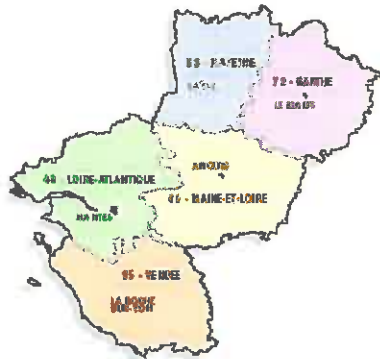 53 - MAYENNE
LAVAL
72 - SARTHE
LE MANS
44 - LOIRE-ATLANTIQUE
NANTES
ANGERS
49 - MAINE-ET-LOIRE
85 - VENDEE
LA ROCHE
SUR-YON